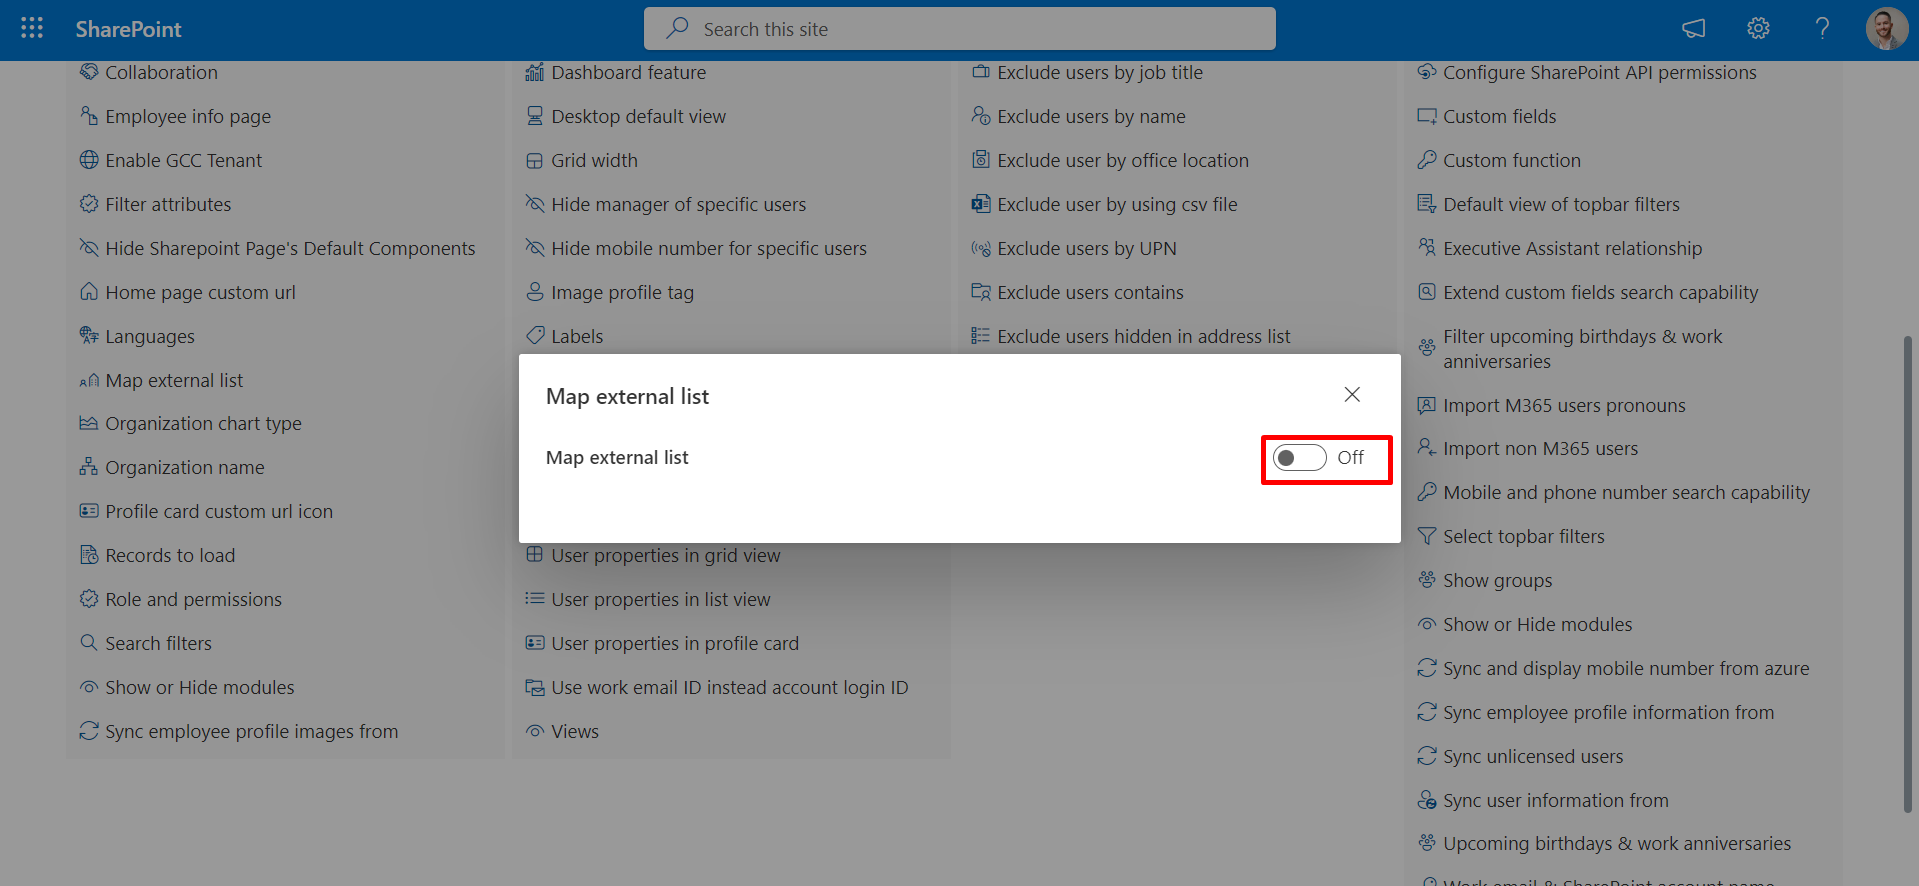 SharePoint
Search this site
Collaboration
Employee info page
Enable GCC Tenant
Filter attributes
Hide Sharepoint Page's Default Components
Home page custom url
Languages
Map external list
Organization chart type
Organization name
Profile card custom url icon
Records to load
Role and permissions
Search filters
Show or Hide modules
Sync employee profile images from
Dashboard feature
Desktop default view
Grid width
Hide manager of specific users
Hide mobile number for specific users
Image profile tag
Labels
User properties in grid view
User properties in list view
User properties in profile card
Use work email ID instead account login ID
Views
Exclude users by job title
Exclude users by name
Exclude user by office location
Exclude user by using csv file
Exclude users by UPN
Exclude users contains
Exclude users hidden in address list
Map external list
Map external list
Off
Configure SharePoint API permissions
Custom fields
Custom function
Default view of topbar filters
Executive Assistant relationship
Extend custom fields search capability
Filter upcoming birthdays & work
anniversaries
Import M365 users pronouns
Import non M365 users
Mobile and phone number search capability
Select topbar filters
Show groups
Show or Hide modules
Sync and display mobile number from azure
Sync employee profile information from
Sync unlicensed users
Sync user information from
Upcoming birthdays & work anniversaries
Work email & SharePoint account name